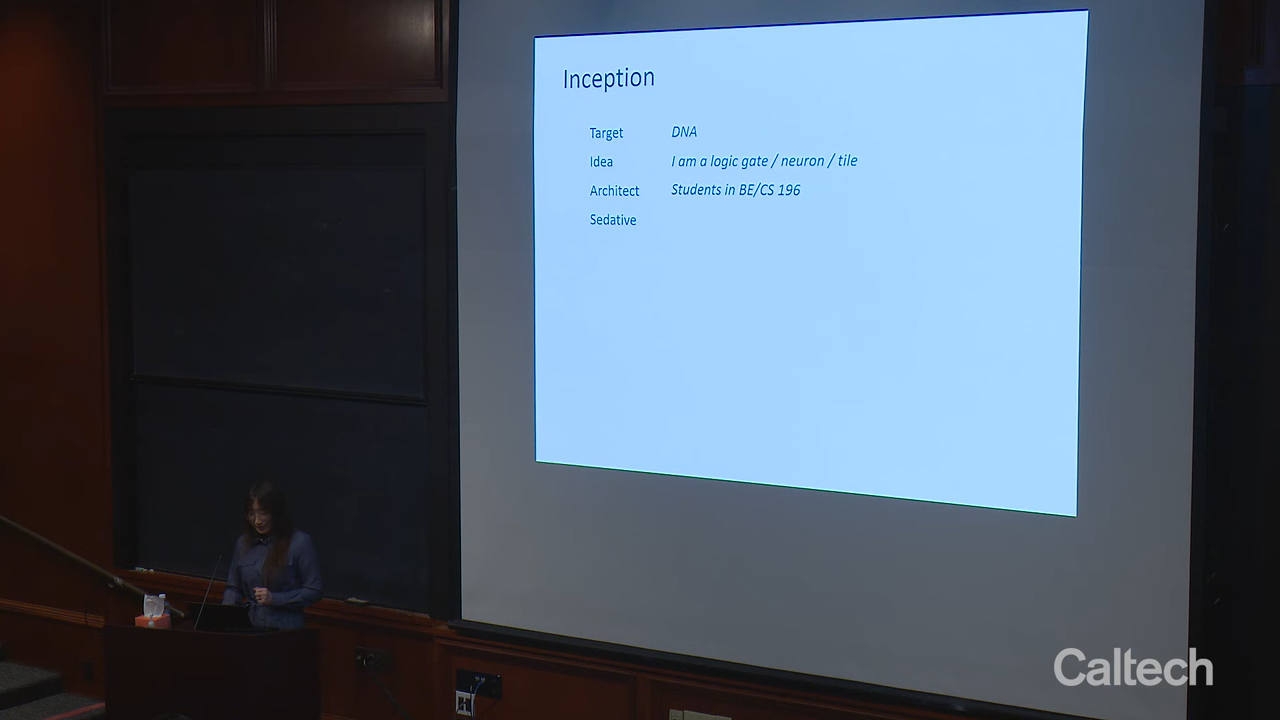 Inception
Target DNA
Idea I am a logic gate / neuron / tile
Architect Students in BE/CS 196
Sedative
Caltech